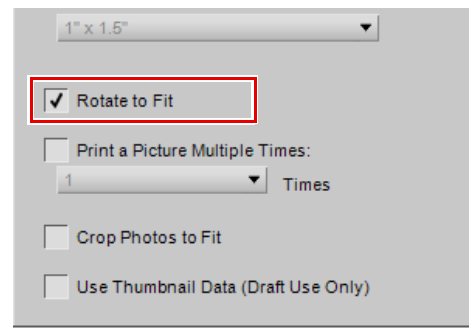 1" x 1.5"
Rotate to Fit
Print a Picture Multiple Times:
1 Times
Crop Photos to Fit
Use Thumbnail Data (Draft Use Only)